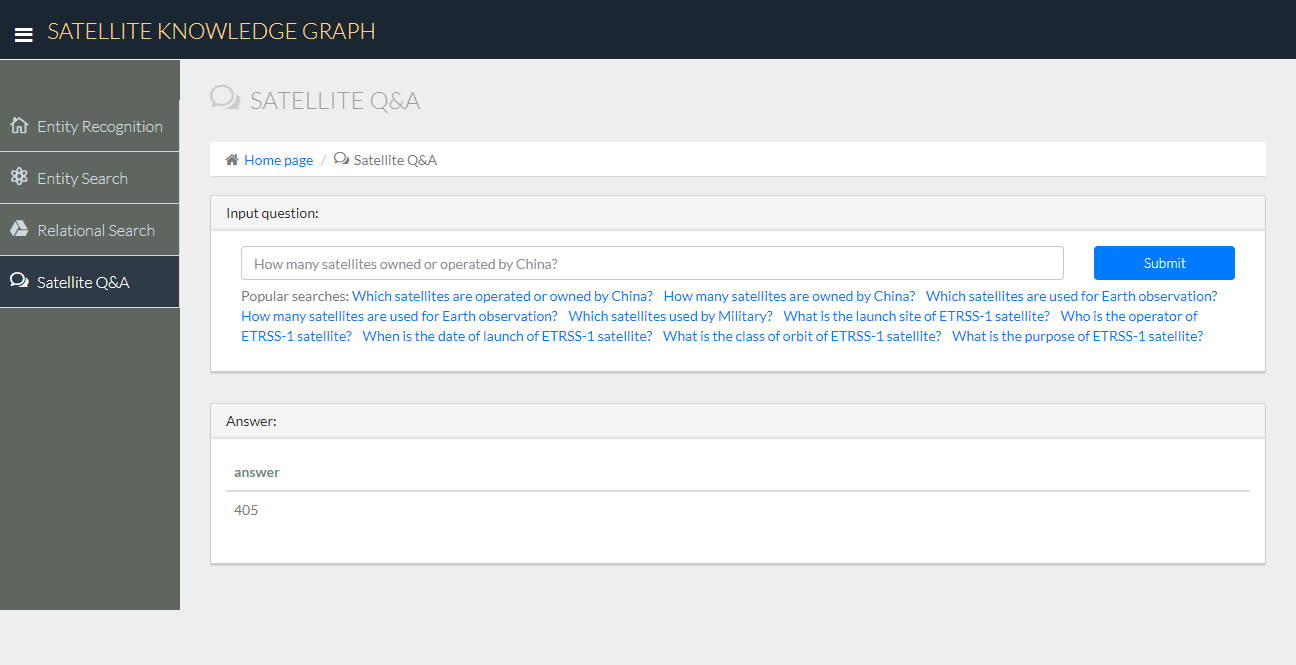 SATELLITE KNOWLEDGE GRAPH
Entity Recognition
Entity Search
Relational Search
Satellite Q&A
SATELLITE Q&A
Home page / Satellite Q&A
Input question:
How many satellites owned or operated by China?
Submit
Popular searches: Which satellites are operated or owned by China? How many satellites are owned by China? Which satellites are used for Earth observation?
How many satellites are used for Earth observation? Which satellites used by Military? What is the launch site of ETRSS-1 satellite? Who is the operator of
ETRSS-1 satellite? When is the date of launch of ETRSS-1 satellite? What is the class of orbit of ETRSS-1 satellite? What is the purpose of ETRSS-1 satellite?
Answer:
answer
405